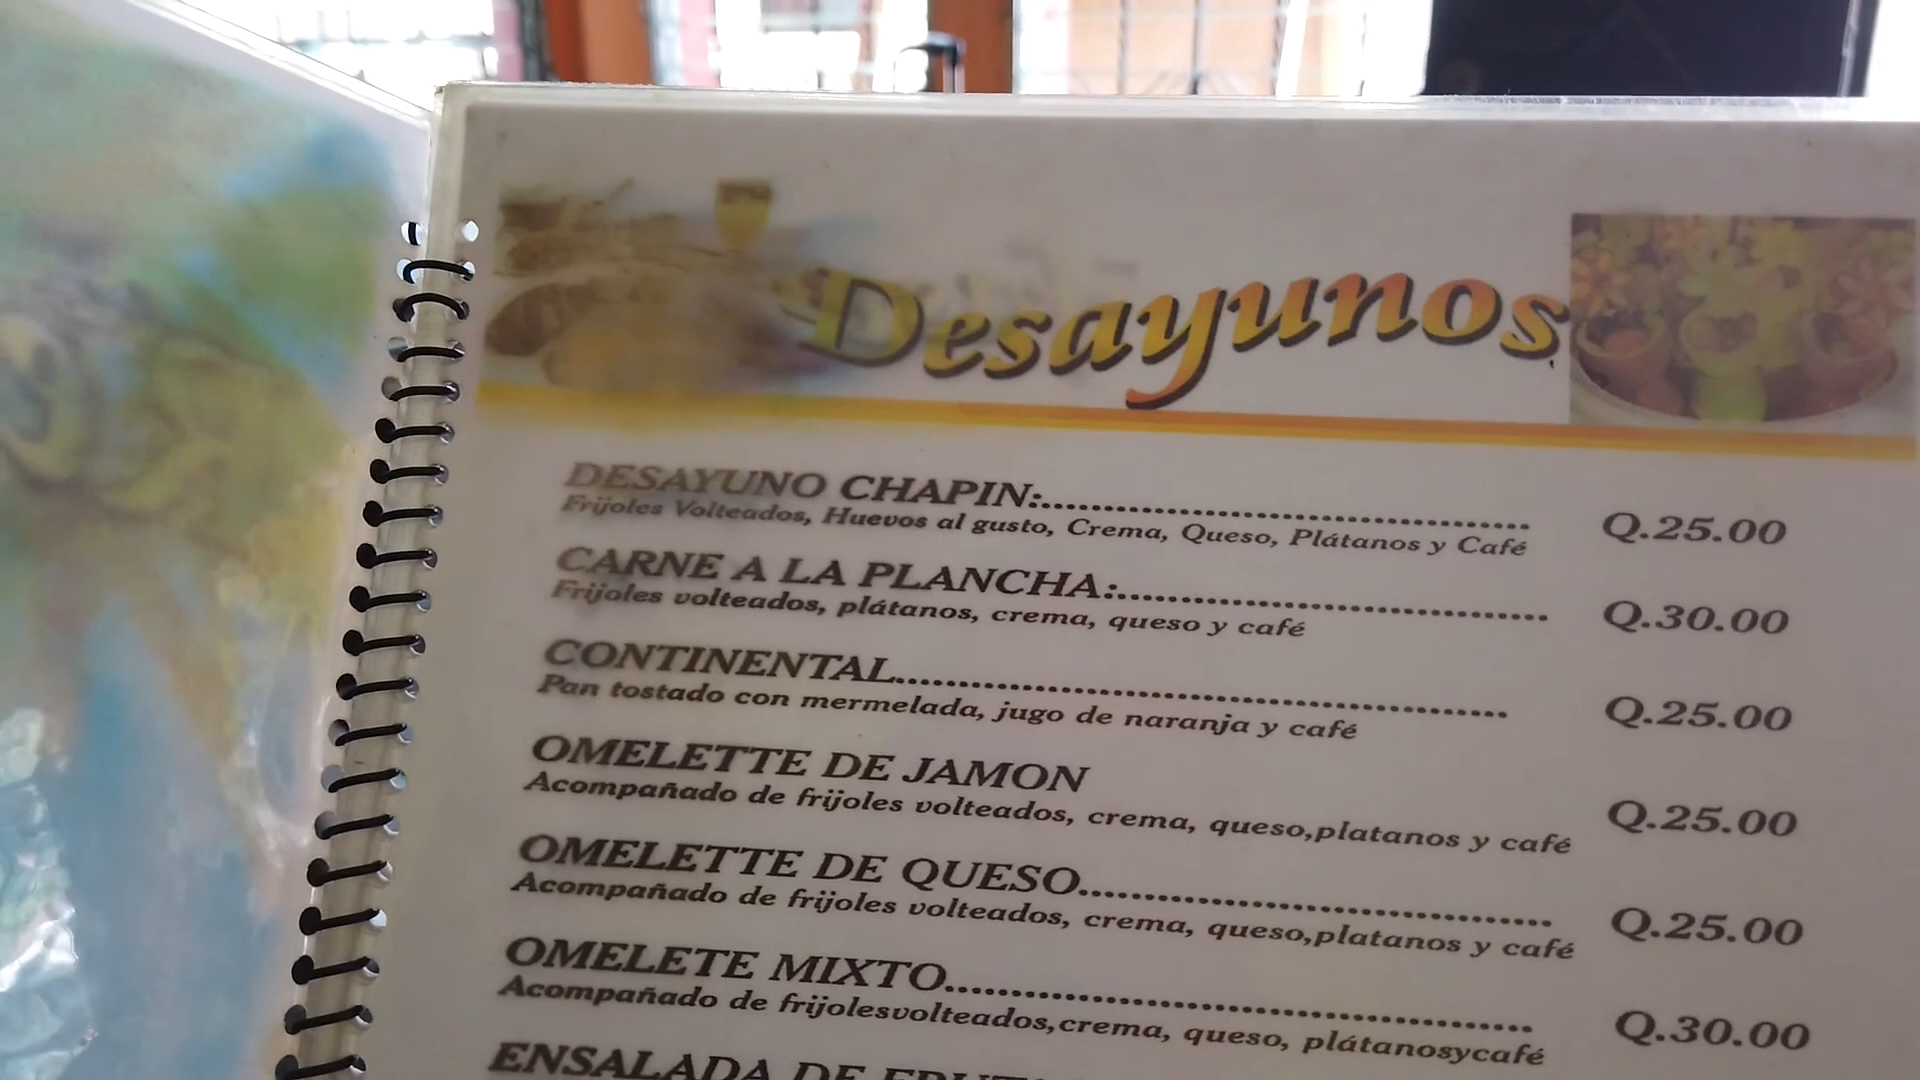 Desayunos
DESAYUNO CHAPIN:............................................ Q.25.00
Frijoles Volteados, Huevos al gusto, Crema, Queso, Plátanos y Café
CARNE A LA PLANCHA:....................................... Q.30.00
Frijoles volteados, plátanos, crema, queso y café
CONTINENTAL....................................................... Q.25.00
Pan tostado con mermelada, jugo de naranja y café
OMELETTE DE JAMON Q.25.00
Acompañado de frijoles volteados, crema, queso,platanos y café
OMELETTE DE QUESO.......................................... Q.25.00
Acompañado de frijoles volteados, crema, queso,platanos y café
OMELETE MIXTO..................................................... Q.30.00
Acompañado de frijolesvolteados,crema, queso, plátanosycafé
ENSALADA DE